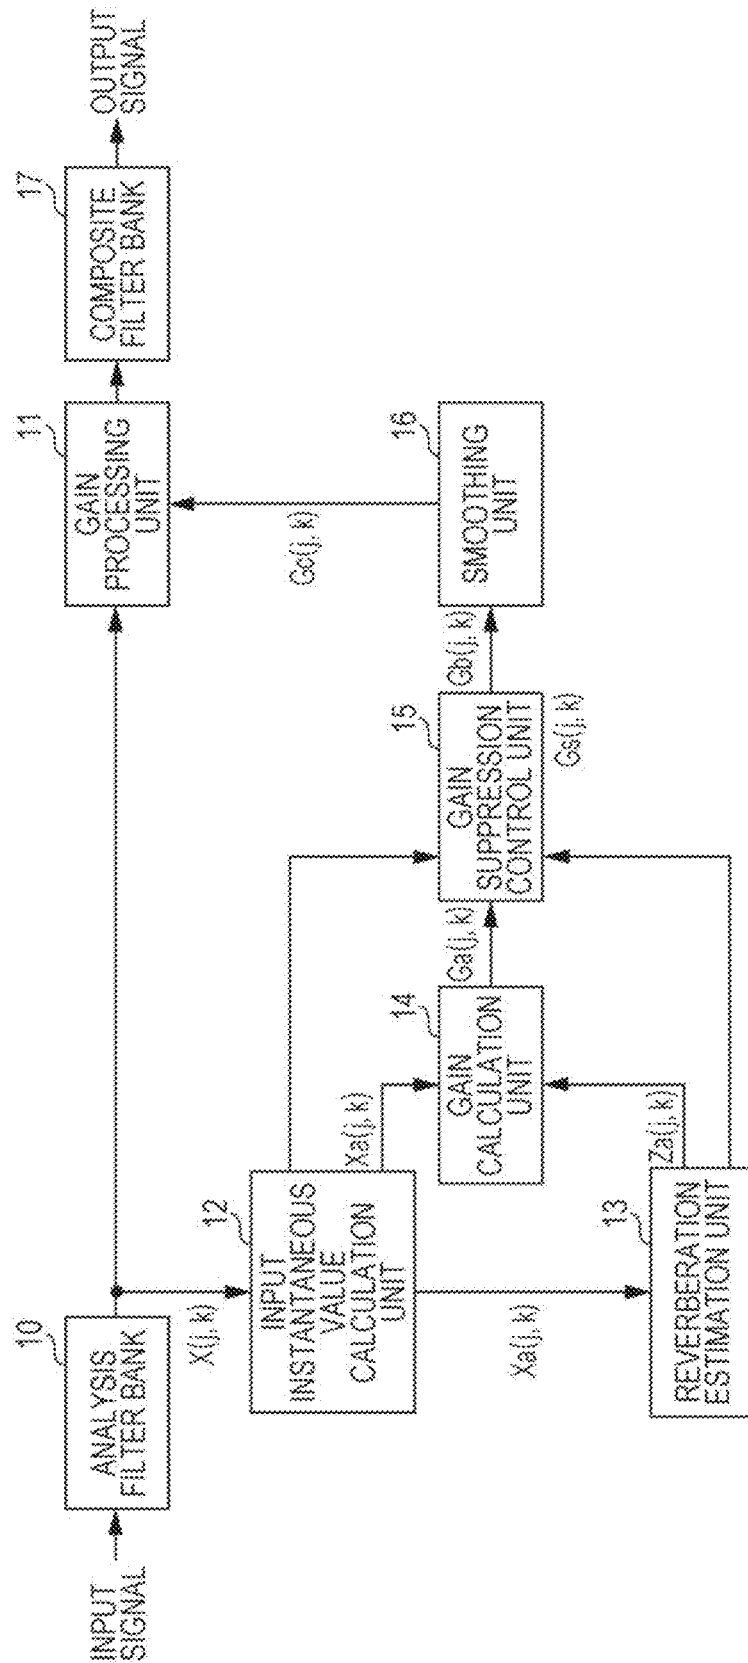 INPUT
SIGNAL
10
ANALYSIS
FILTER BANK
X(j, k)
12
INPUT
INSTANTANEOUS
VALUE
CALCULATION
UNIT
Xa(j, k)
Xa(j, k)
13
REVERBERATION
ESTIMATION UNIT
Za(j, k)
14
GAIN
CALCULATION
UNIT
Ga(j, k)
15
GAIN
SUPPRESSION
CONTROL UNIT
Gs(j, k)
Gb(j, k)
16
SMOOTHING
UNIT
Gc(j, k)
11
GAIN
PROCESSING
UNIT
17
COMPOSITE
FILTER BANK
OUTPUT
SIGNAL